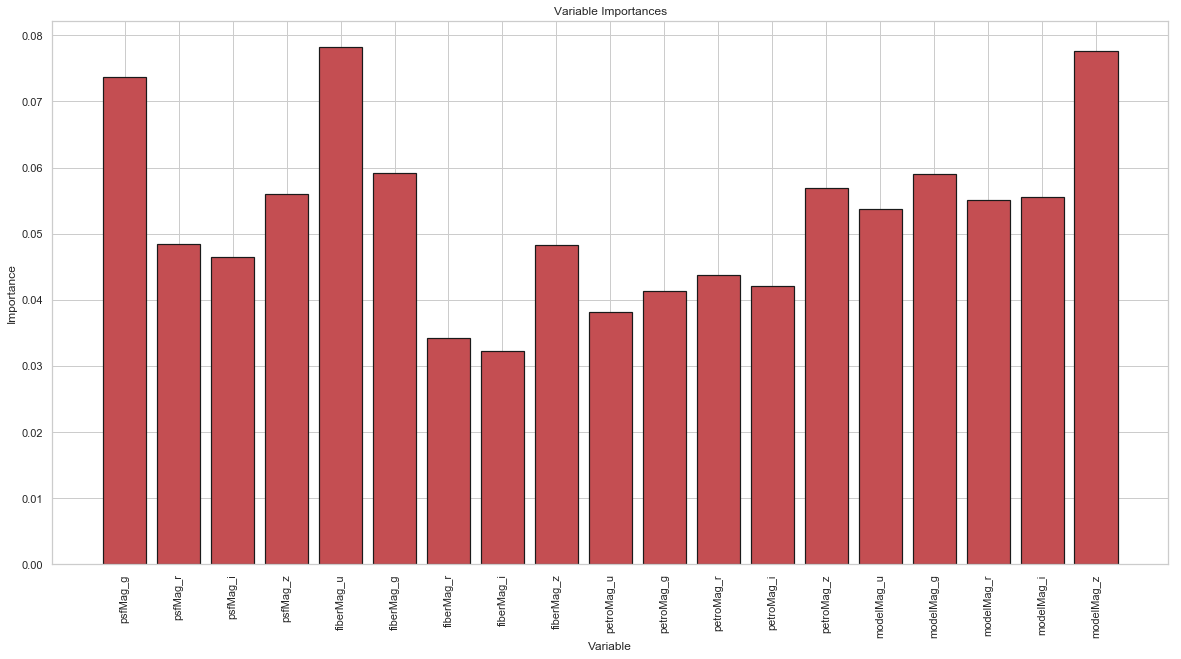 Variable Importances
0.08
0.07
0.06
0.05
0.04
0.03
0.02
0.01
0.00
Importance
psfMag_g
psfMag_r
psfMag_i
psfMag_z
fiberMag_u
fiberMag_g
fiberMag_r
fiberMag_i
fiberMag_z
petroMag_u
petroMag_g
petroMag_r
petroMag_i
petroMag_z
modelMag_u
modelMag_g
modelMag_r
modelMag_i
modelMag_z
Variable